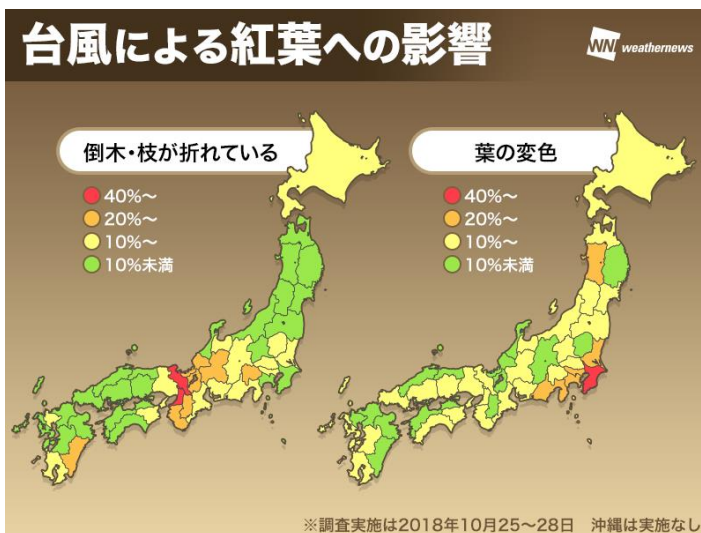 台風による紅葉への影響
WN weathernews
倒木・枝が折れている
40%〜
20%〜
10%〜
10%未満
葉の変色
40%〜
20%〜
10%〜
10%未満
※調査実施は2018年10月25〜28日 沖縄は実施なし